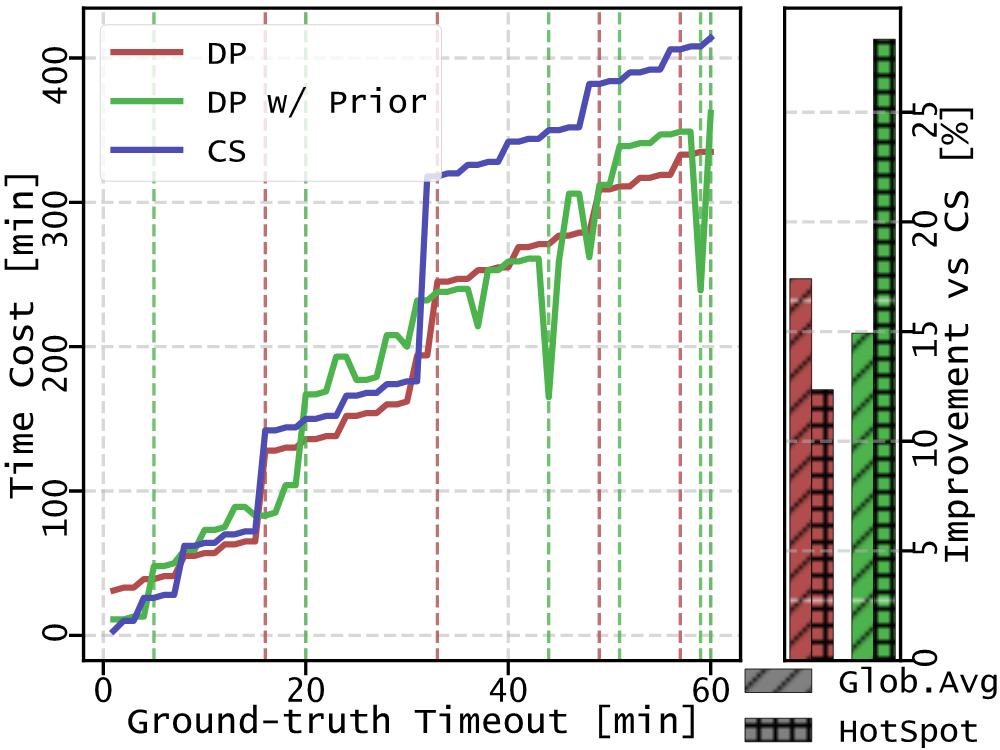 DP
DP w/ Prior
CS
Time Cost [min]
400
300
200
100
0
0 20 40 60
Ground-truth Timeout [min]
25
20
15
10
5
0
Improvement vs CS [%]
Glob.Avg
HotSpot